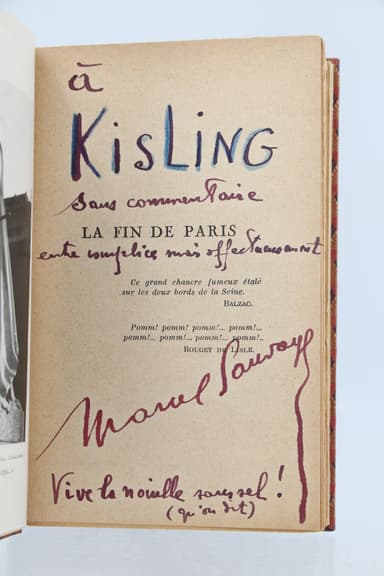 à
KISLING
sans commentaire
LA FIN DE PARIS
entre complice mais affectueusement
Ce grand chancre fumeux étalé
sur les deux bords de la Seine.
BALZAC.
Pomm! pomm! pomm!... pomm!...
pomm!... pomm!... pomm!... pomm!..
ROUGET DE LISLE.
Marcel Sauvage
Vive la nouille sans sel !
(qu'on dit)